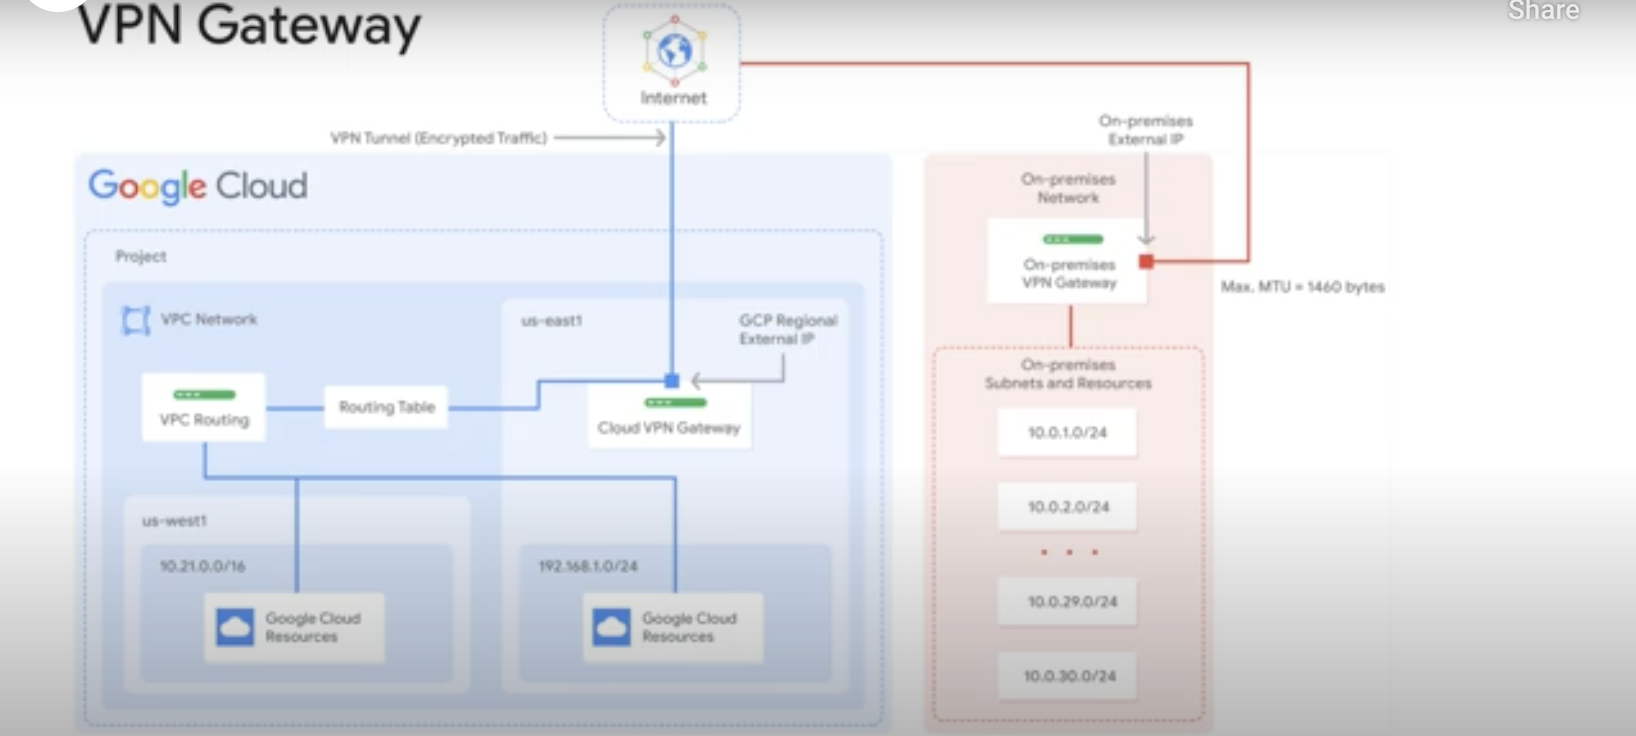 VPN Gateway
Share
Internet
VPN Tunnel (Encrypted Traffic)
On-premises
External IP
Google Cloud
On-premises
Network
Project
On-premises
VPN Gateway
Max. MTU = 1460 bytes
VPC Network
us-east1
GCP Regional
External IP
On-premises
Subnets and Resources
VPC Routing
Routing Table
Cloud VPN Gateway
10.0.1.0/24
10.0.2.0/24
. . .
us-west1
10.21.0.0/16
192.168.1.0/24
10.0.29.0/24
Google Cloud
Resources
Google Cloud
Resources
10.0.30.0/24